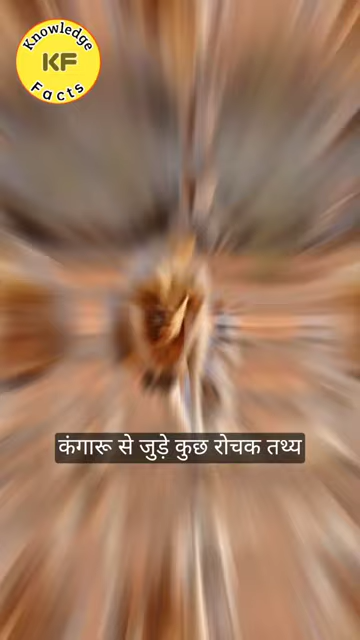 Knowledge
KF
Facts
कंगारू से जुड़े कुछ रोचक तथ्य